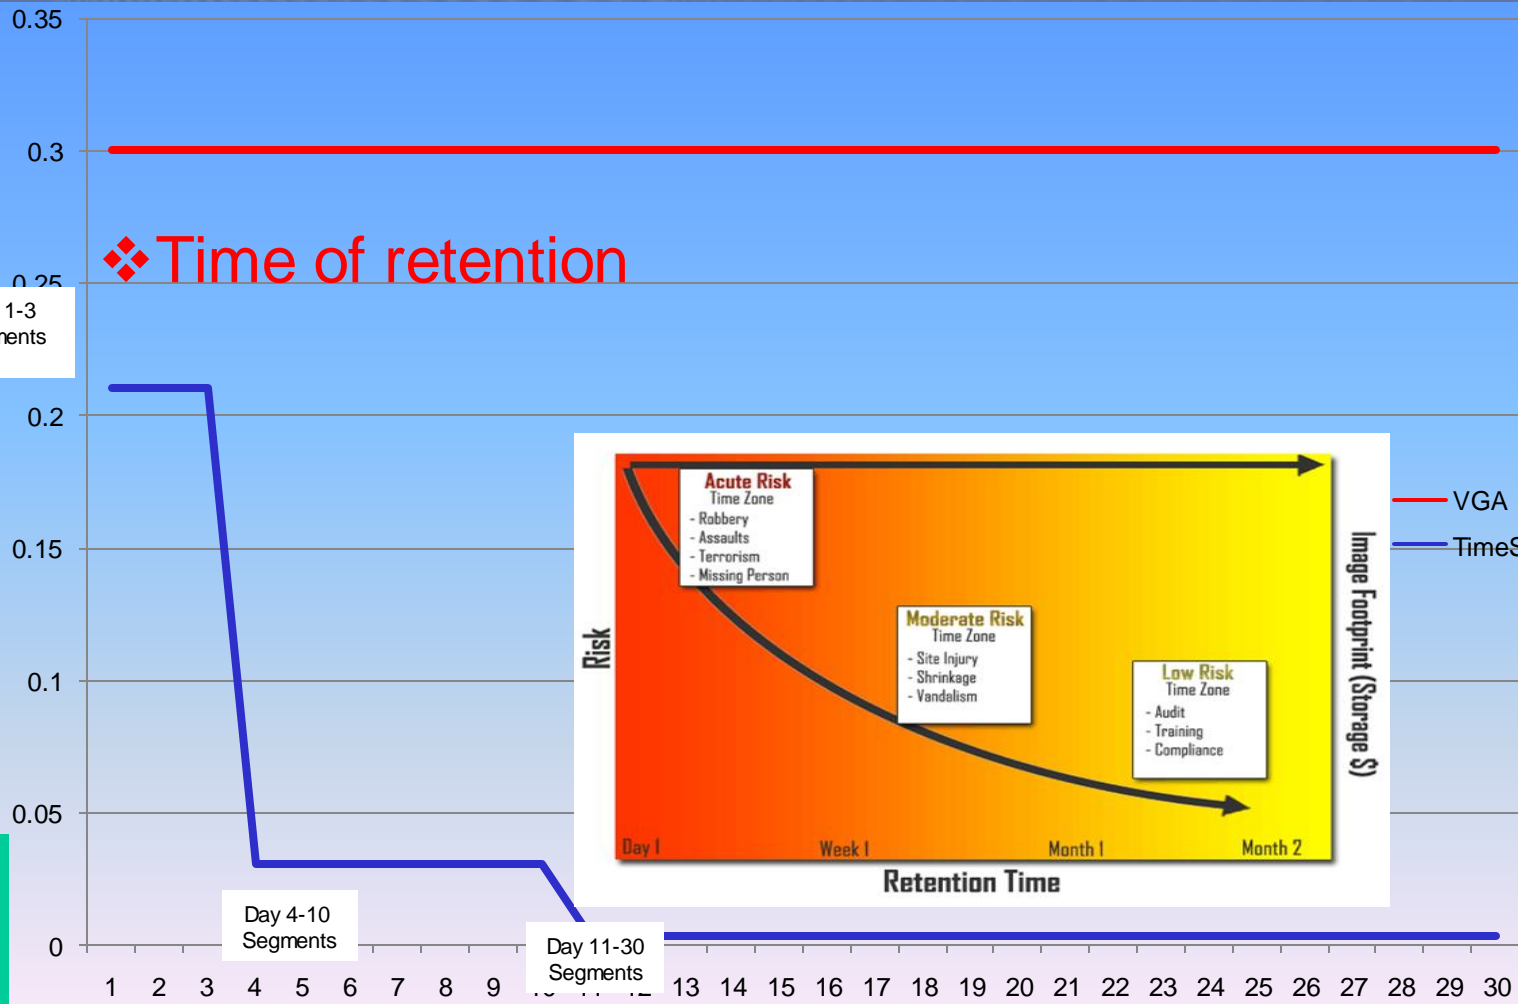 0.35
0.3
❖Time of retention
0.25
1-3
ments
0.2
0.15
0.1
0.05
0
Day 4-10
Segments
Day 11-30
Segments
1 2 3 4 5 6 7 8 9 10 11 12 13 14 15 16 17 18 19 20 21 22 23 24 25 26 27 28 29 30
VGA
TimeS
Acute Risk
Time Zone
- Robbery
- Assaults
- Terrorism
- Missing Person
Moderate Risk
Time Zone
- Site Injury
- Shrinkage
- Vandalism
Low Risk
Time Zone
- Audit
- Training
- Compliance
Risk
Image Footprint (Storage $)
Day 1 Week 1 Month 1 Month 2
Retention Time